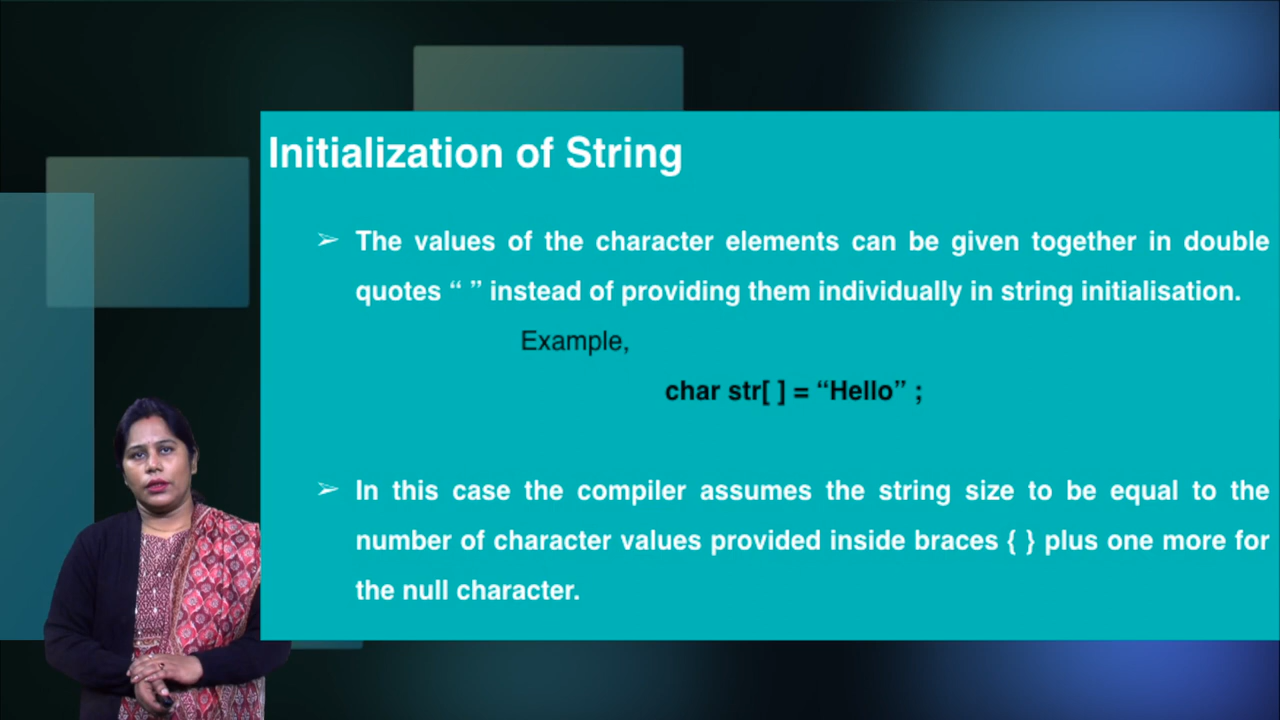 Initialization of String
➢ The values of the character elements can be given together in double
quotes “ ” instead of providing them individually in string initialisation.
Example,
char str[ ] = “Hello” ;
➢ In this case the compiler assumes the string size to be equal to the
number of character values provided inside braces { } plus one more for
the null character.